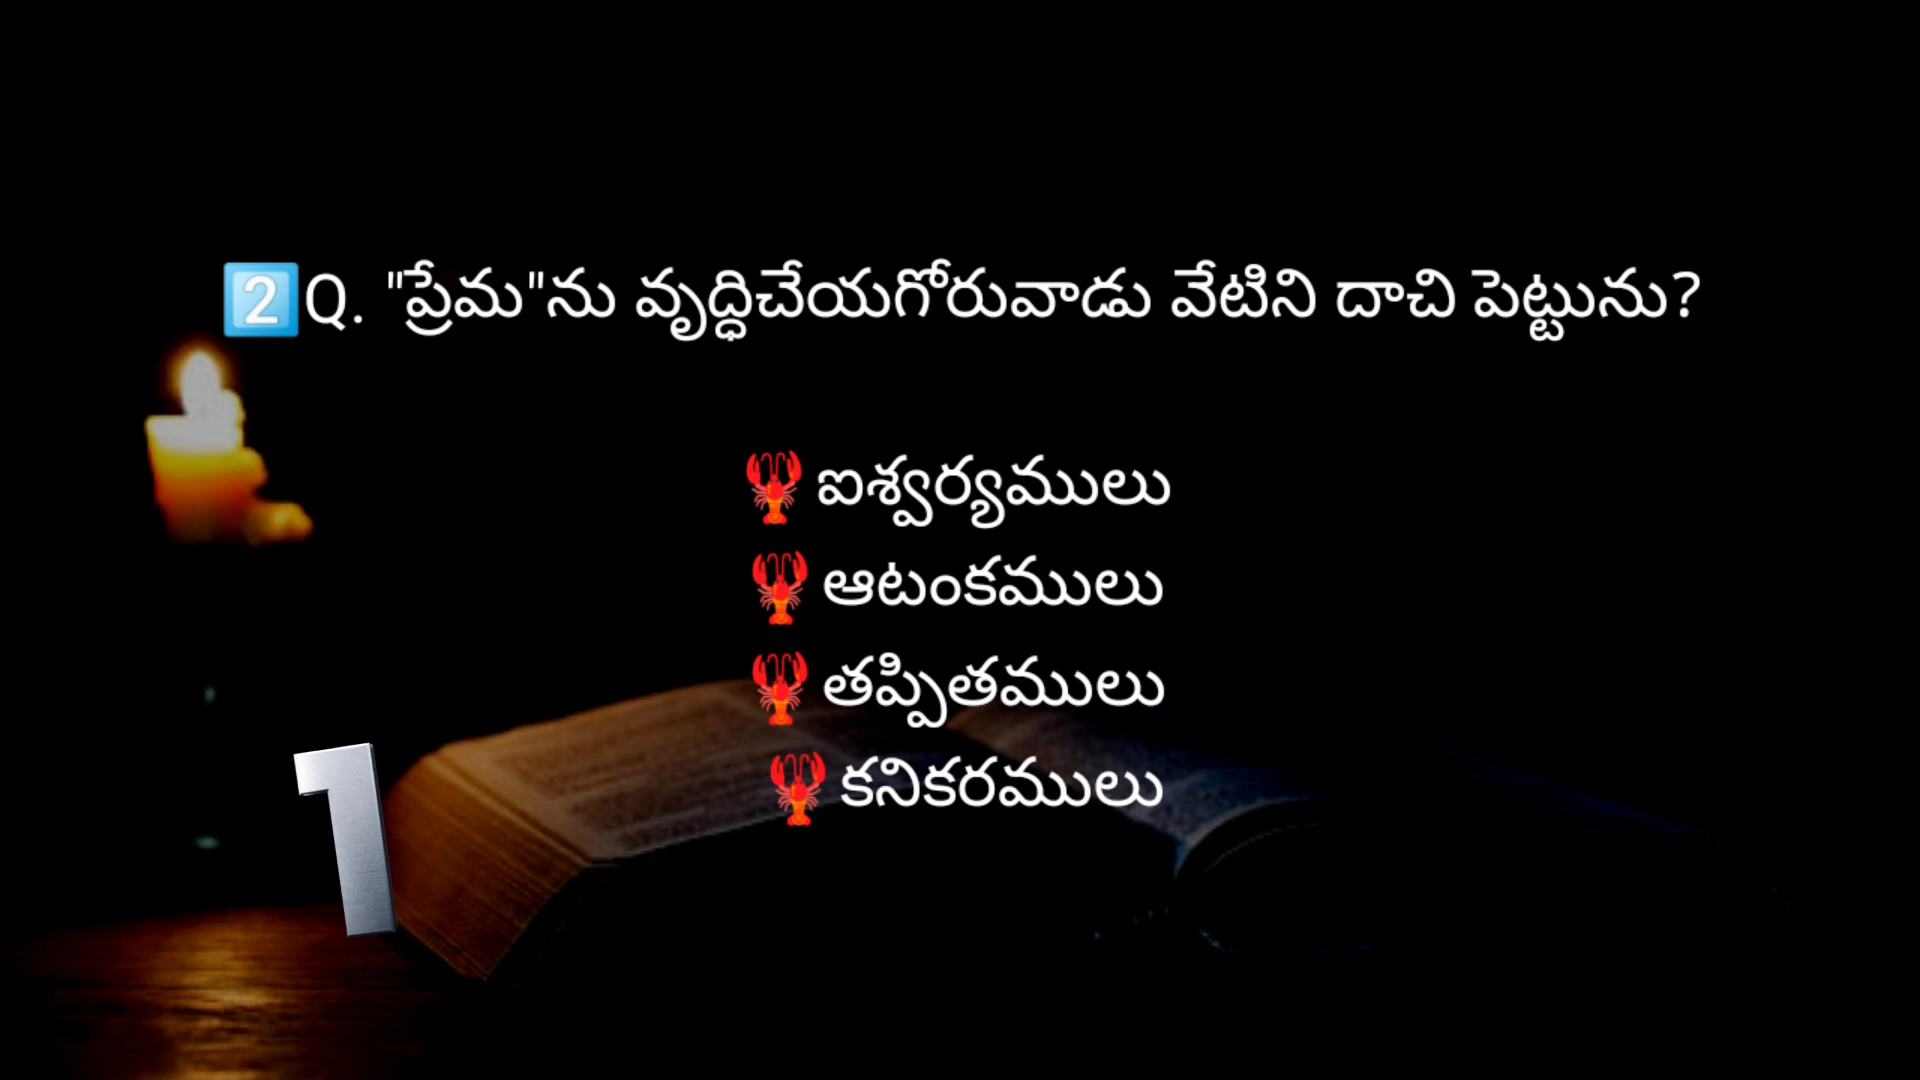 2️⃣Q. "ప్రేమ"ను వృద్ధిచేయగోరువాడు వేటిని దాచి పెట్టును?
🦞ఐశ్వర్యములు
🦞ఆటంకములు
🦞తప్పితములు
🦞కనికరములు
1